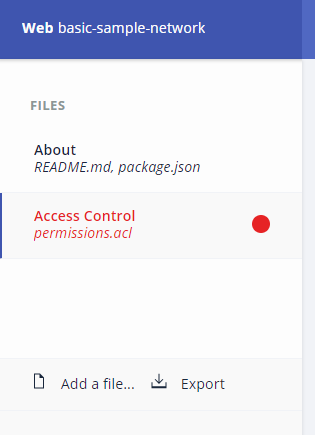 Web basic-sample-network
FILES
About
README.md, package.json
Access Control
permissions.acl
Add a file... Export